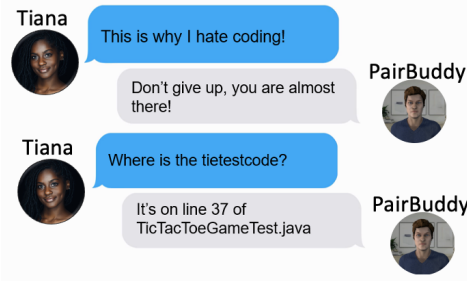 Tiana
This is why I hate coding!
PairBuddy
Don't give up, you are almost
there!
Tiana
Where is the tietestcode?
PairBuddy
It's on line 37 of
TicTacToeGameTest.java